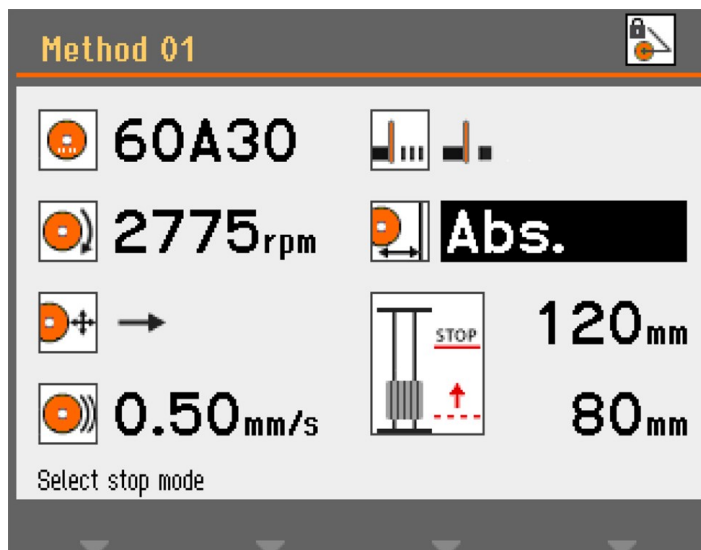 Method 01
60A30
2775rpm
Abs.
STOP
120mm
0.50mm/s
80mm
Select stop mode